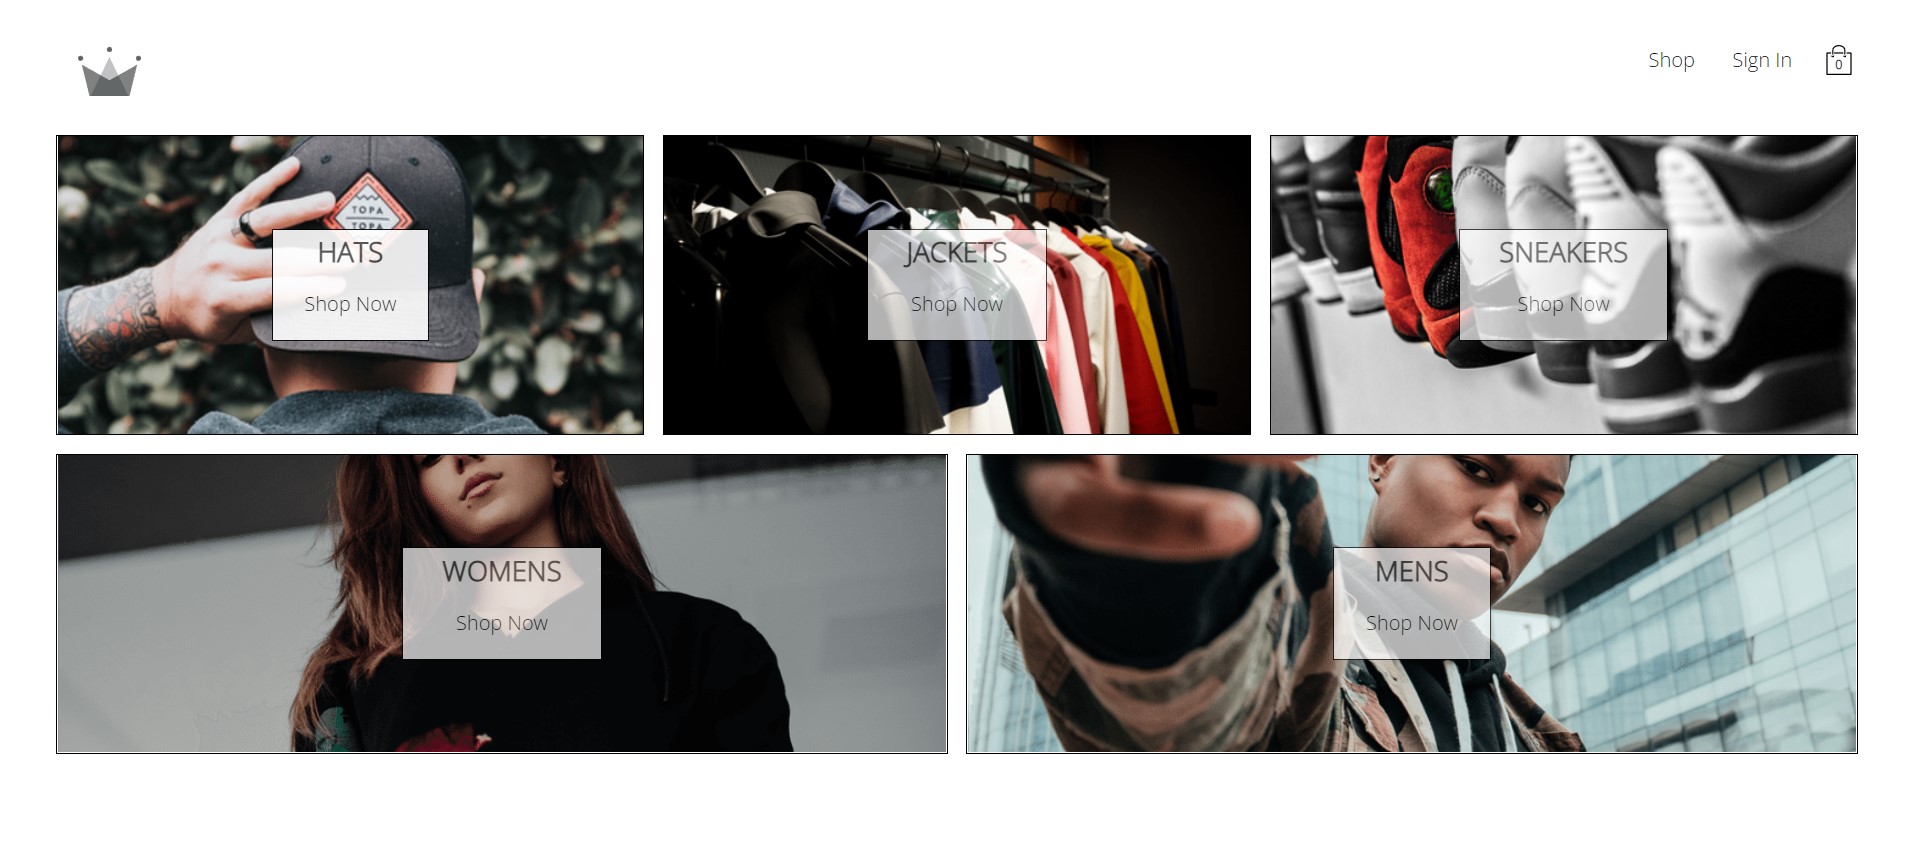 Shop
Sign In
0
TOPA
TOPA
HATS
Shop Now
JACKETS
Shop Now
SNEAKERS
Shop Now
WOMENS
Shop Now
MENS
Shop Now